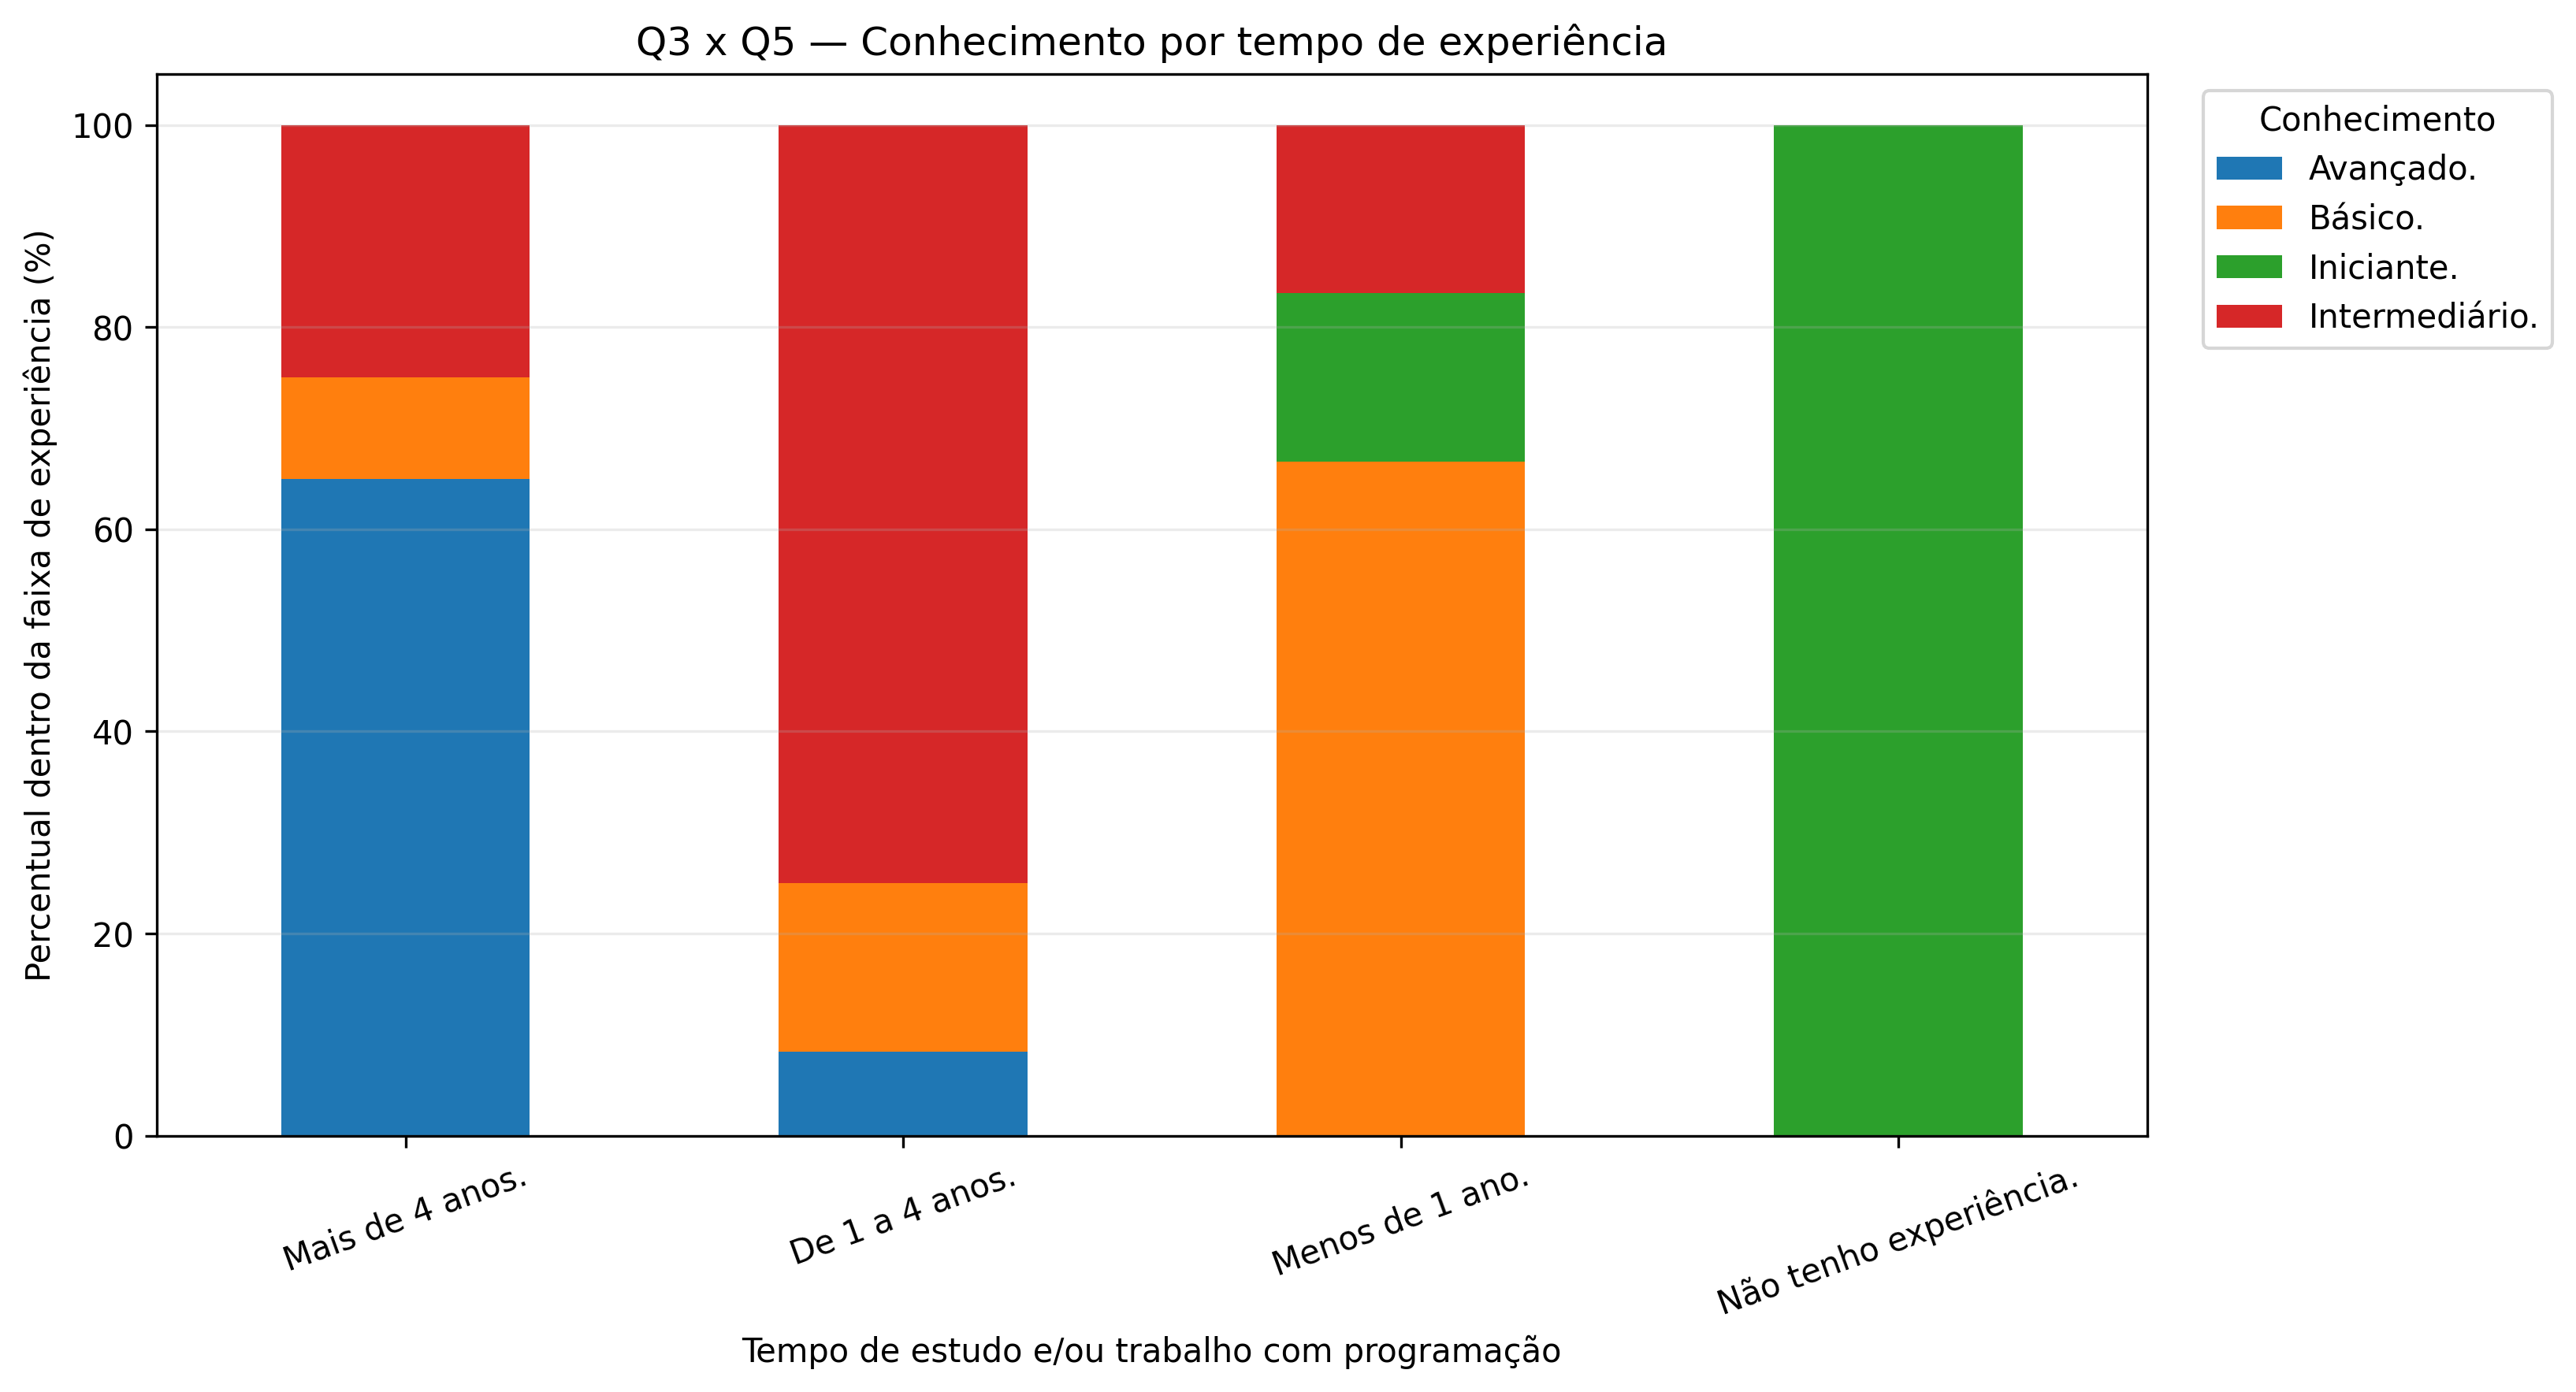 Q3 x Q5 — Conhecimento por tempo de experiência
Percentual dentro da faixa de experiência (%)
100
80
60
40
20
0
Mais de 4 anos.
De 1 a 4 anos.
Menos de 1 ano.
Não tenho experiência.
Tempo de estudo e/ou trabalho com programação
Conhecimento
Avançado.
Básico.
Iniciante.
Intermediário.